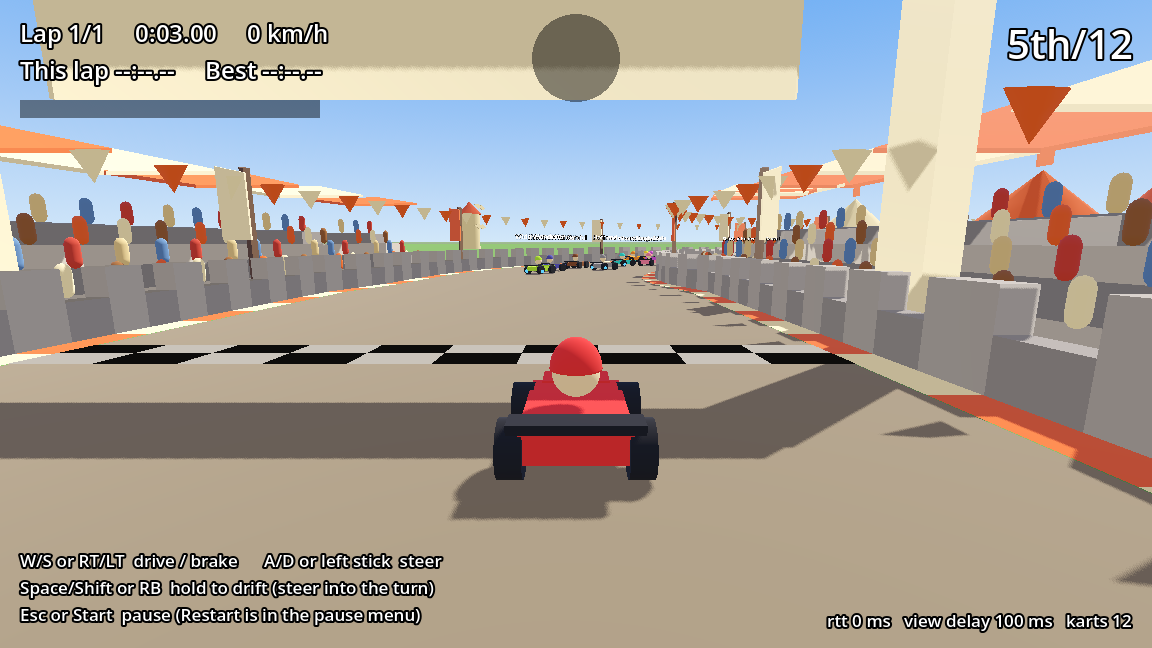 Lap 1/1 0:03.00 0 km/h
5th/12
This lap --:--.-- Best --:--.--
W/S or RT/LT drive / brake A/D or left stick steer
Space/Shift or RB hold to drift (steer into the turn)
Esc or Start pause (Restart is in the pause menu)
rtt 0 ms view delay 100 ms karts 12